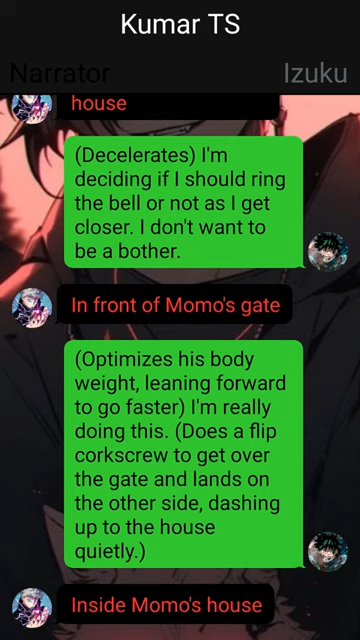 Kumar TS
Narrator
Izuku
house
(Decelerates) I'm
deciding if I should ring
the bell or not as I get
closer. I don't want to
be a bother.
In front of Momo's gate
(Optimizes his body
weight, leaning forward
to go faster) I'm really
doing this. (Does a flip
corkscrew to get over
the gate and lands on
the other side, dashing
up to the house
quietly.)
Inside Momo's house